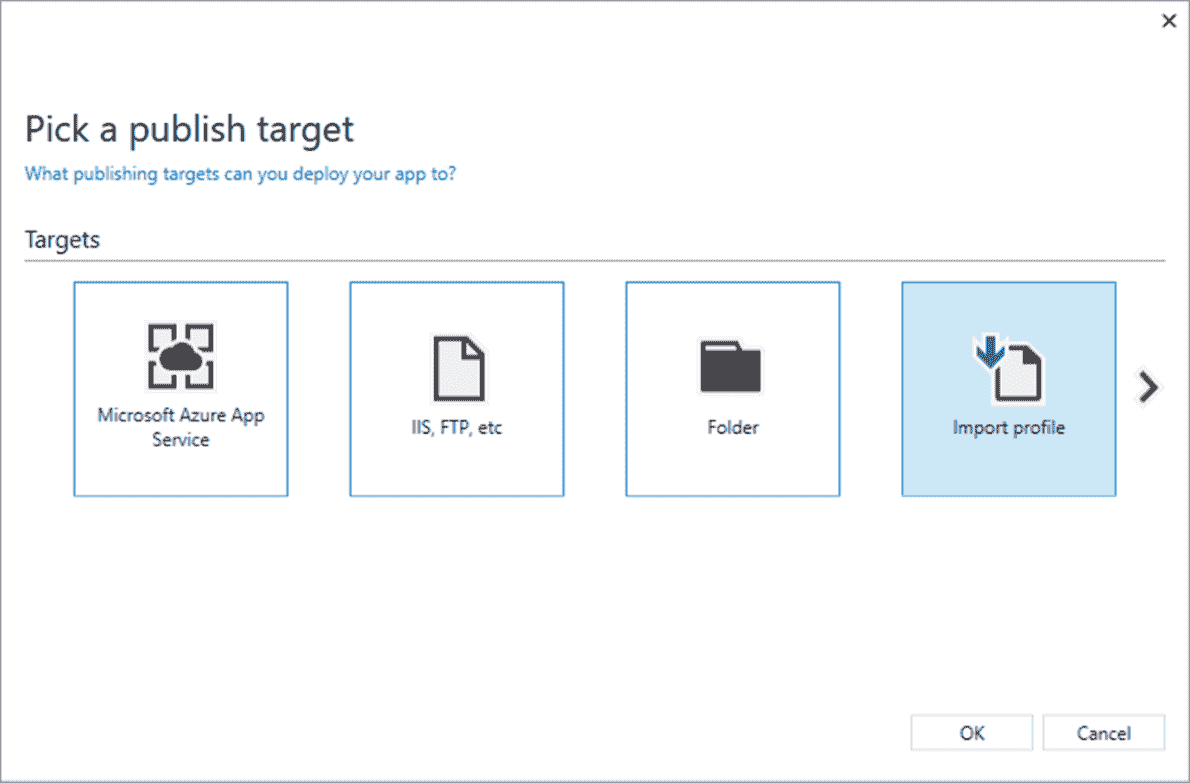 Pick a publish target
What publishing targets can you deploy your app to?
Targets
Microsoft Azure App
Service
IIS, FTP, etc
Folder
Import profile
OK
Cancel